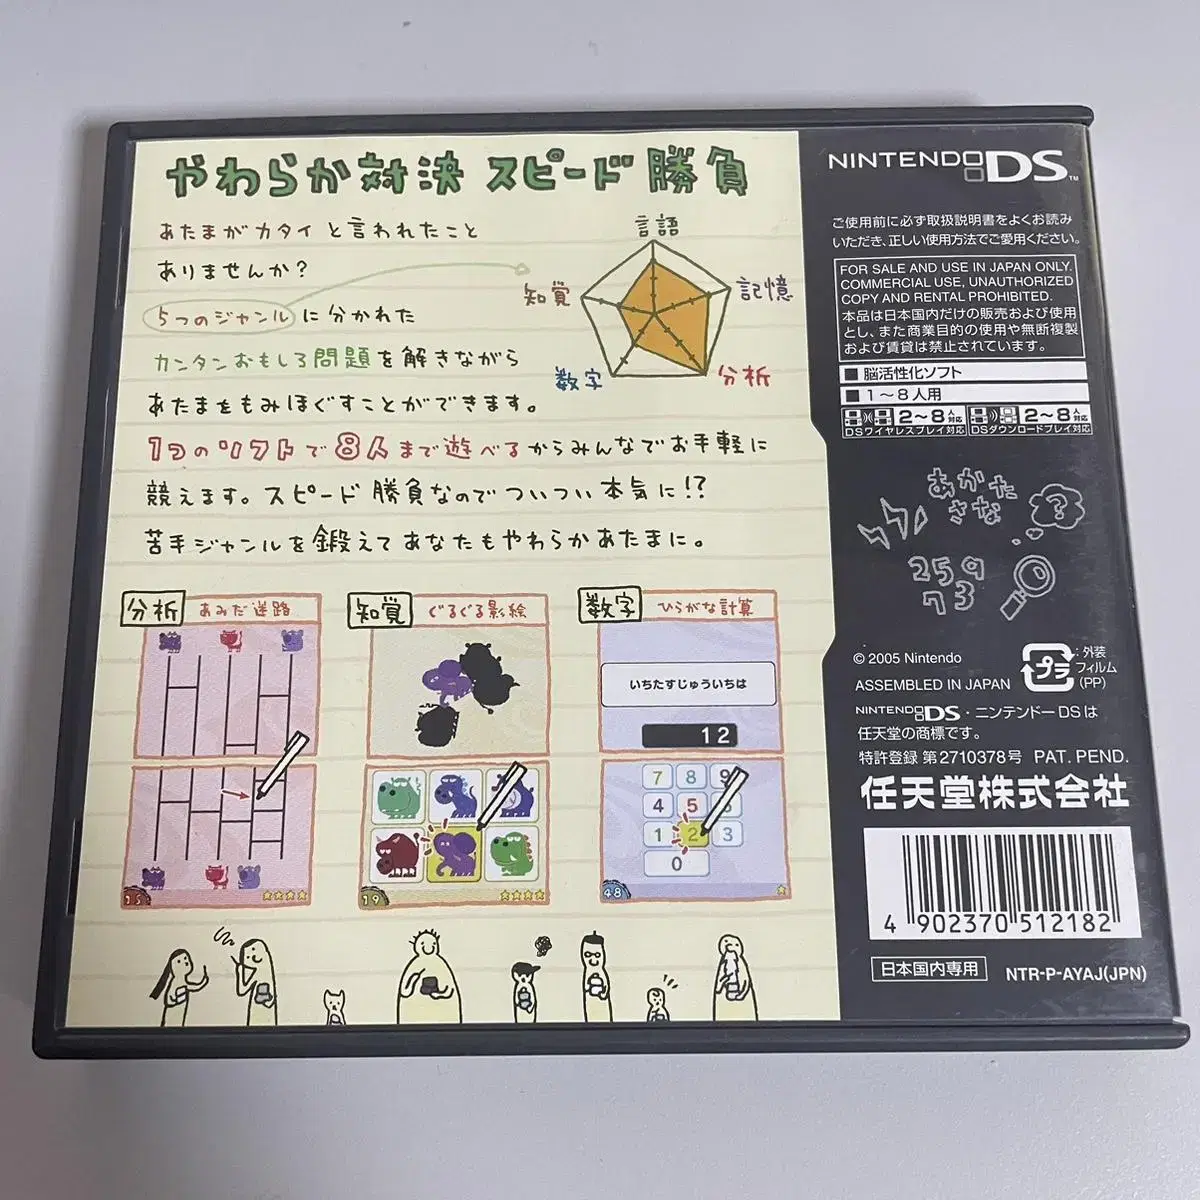 やわらか対決 スピード勝負
あたまがカタイと言われたこと
ありませんか?
5つのジャンルに分かれた
カンタンおもしろ問題を解きながら
あたまをもみほぐすことができます。
1つのソフトで8人まで遊べるからみんなでお手軽に
競えます。スピード勝負なのでついつい本気に!?
苦手ジャンルを鍛えてあなたもやわらかあたまに。
言語
知覚
記憶
数字
分析
分析 あみだ迷路
15
知覚 ぐるぐる影絵
19
数字 ひらがな計算
いちたすじゅういちは
12
7 8 9
4 5 6
1 2 3
0
48
NINTENDO DS™
ご使用前に必ず取扱説明書をよくお読み
いただき、正しい使用方法でご愛用ください。
FOR SALE AND USE IN JAPAN ONLY.
COMMERCIAL USE, UNAUTHORIZED
COPY AND RENTAL PROHIBITED.
本品は日本国内だけの販売および使用
とし、また商業目的の使用や無断複製
および賃貸は禁止されています。
■ 脳活性化ソフト
■ 1~8人用
2~8人対応
DSワイヤレスプレイ対応
2~8人対応
DSダウンロードプレイ対応
あかた
さな
?
259
73
© 2005 Nintendo
ASSEMBLED IN JAPAN
プラ
:外装
フィルム
(PP)
NINTENDO DS・ニンテンドーDSは
任天堂の商標です。
特許登録 第2710378号 PAT. PEND.
任天堂株式会社
4 902370 512182
日本国内専用
NTR-P-AYAJ(JPN)